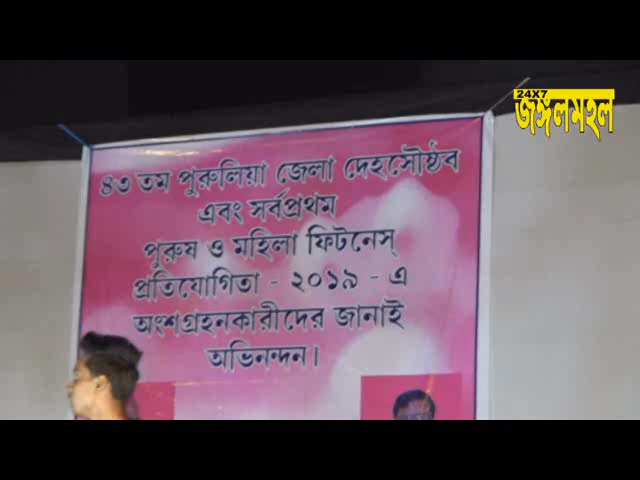 24X7
জঙ্গলমহল
৪৩ তম পুরুলিয়া জেলা দেহসৌষ্ঠব
এবং সর্বপ্রথম
পুরুষ ও মহিলা ফিটনেস্
প্রতিযোগিতা - ২০১৯ - এ
অংশগ্রহনকারীদের জানাই
অভিনন্দন।